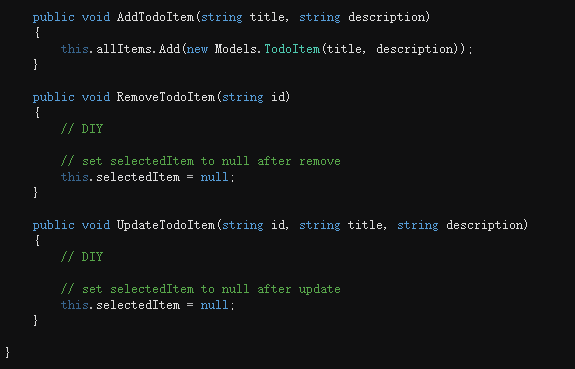 public void AddTodoItem(string title, string description)
{
this.allItems.Add(new Models.TodoItem(title, description));
}
public void RemoveTodoItem(string id)
{
// DIY
// set selectedItem to null after remove
this.selectedItem = null;
}
public void UpdateTodoItem(string id, string title, string description)
{
// DIY
// set selectedItem to null after update
this.selectedItem = null;
}
}